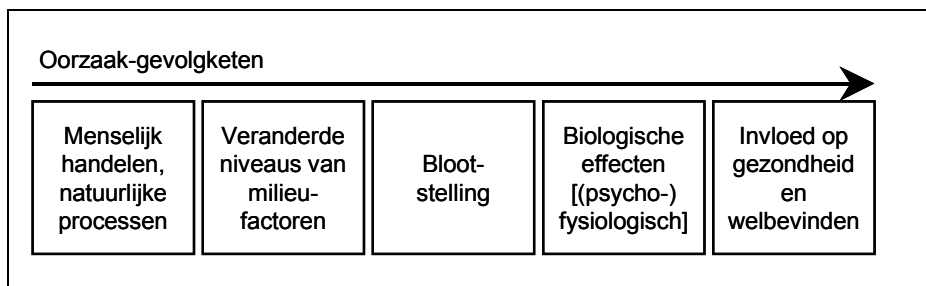 Oorzaak-gevolgketen
Menselijk
handelen,
natuurlijke
processen
Veranderde
niveaus van
milieu-
factoren
Bloot-
stelling
Biologische
effecten
[(psycho-)
fysiologisch]
Invloed op
gezondheid
en
welbevinden